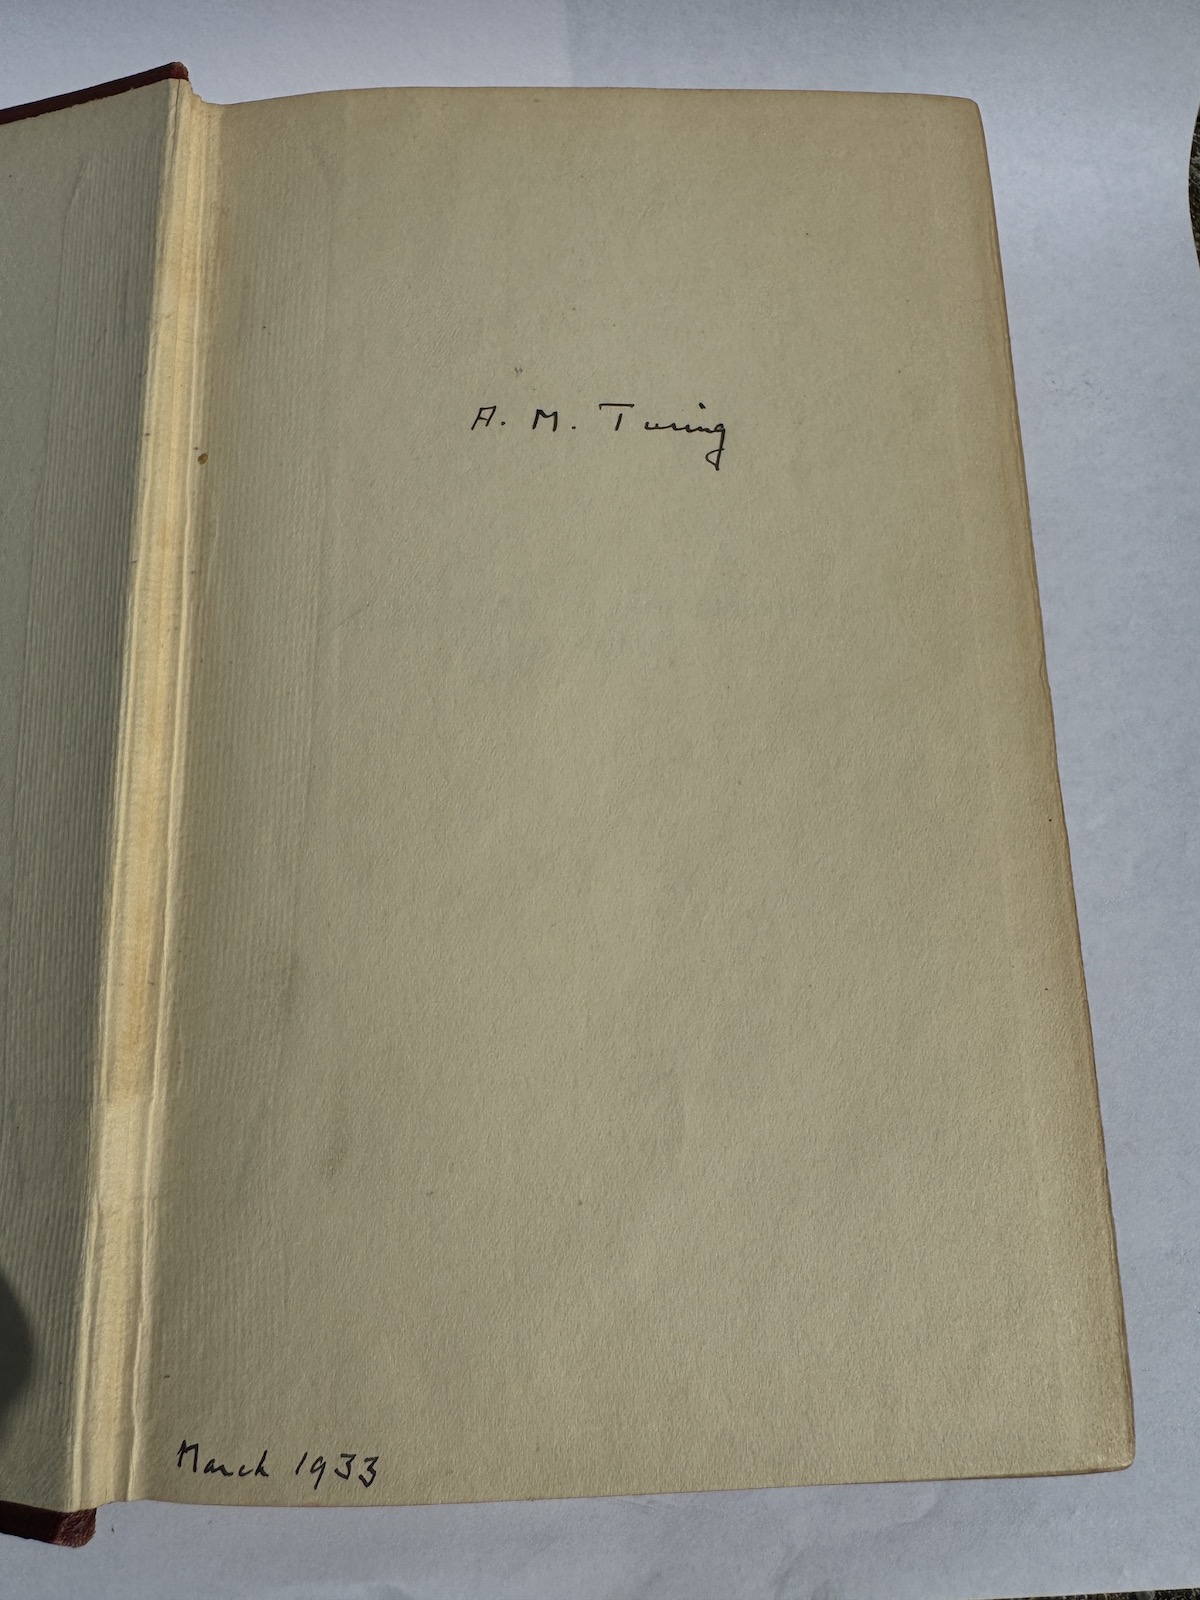 A. M. Turing
March 1933